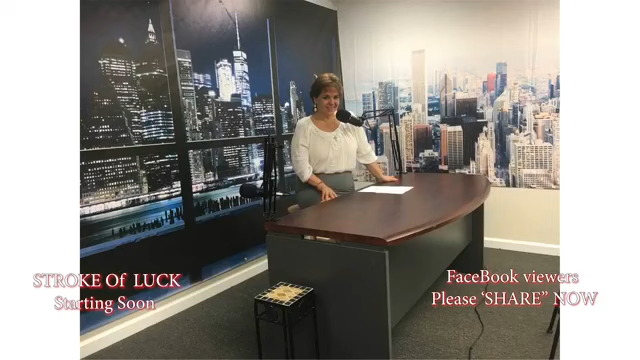 STROKE Of LUCK
Starting Soon
FaceBook viewers
Please ‘SHARE” NOW